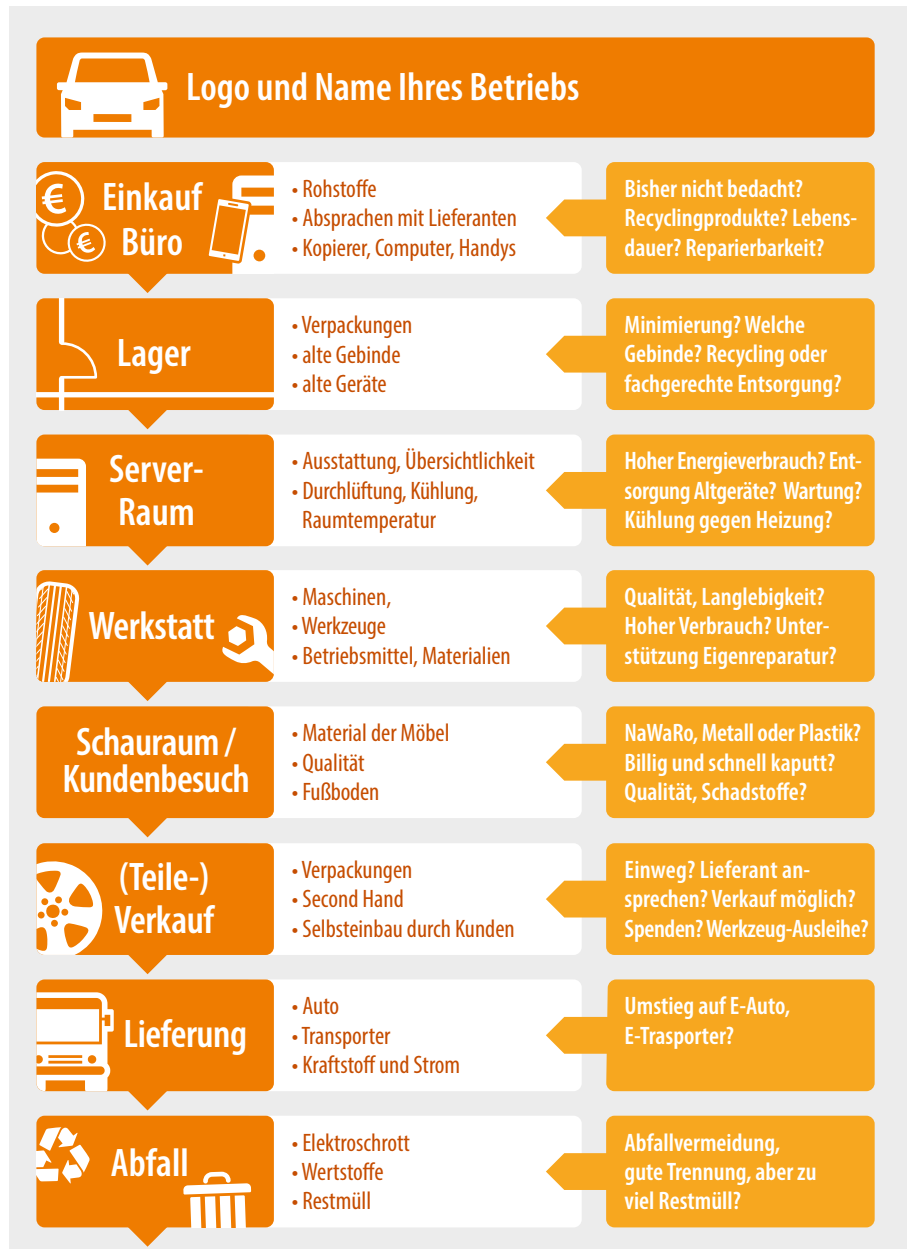 Logo und Name Ihres Betriebs
€
€
Einkauf
Büro
• Rohstoffe
• Absprachen mit Lieferanten
• Kopierer, Computer, Handys
Bisher nicht bedacht?
Recyclingprodukte? Lebens-
dauer? Reparierbarkeit?
Lager
• Verpackungen
• alte Gebinde
• alte Geräte
Minimierung? Welche
Gebinde? Recycling oder
fachgerechte Entsorgung?
Server-
Raum
• Ausstattung, Übersichtlichkeit
• Durchlüftung, Kühlung,
Raumtemperatur
Hoher Energieverbrauch? Ent-
sorgung Altgeräte? Wartung?
Kühlung gegen Heizung?
Werkstatt
• Maschinen,
• Werkzeuge
• Betriebsmittel, Materialien
Qualität, Langlebigkeit?
Hoher Verbrauch? Unter-
stützung Eigenreparatur?
Schauraum /
Kundenbesuch
• Material der Möbel
• Qualität
• Fußboden
NaWaRo, Metall oder Plastik?
Billig und schnell kaputt?
Qualität, Schadstoffe?
(Teile-)
Verkauf
• Verpackungen
• Second Hand
• Selbsteinbau durch Kunden
Einweg? Lieferant an-
sprechen? Verkauf möglich?
Spenden? Werkzeug-Ausleihe?
Lieferung
• Auto
• Transporter
• Kraftstoff und Strom
Umstieg auf E-Auto,
E-Trasporter?
Abfall
• Elektroschrott
• Wertstoffe
• Restmüll
Abfallvermeidung,
gute Trennung, aber zu
viel Restmüll?